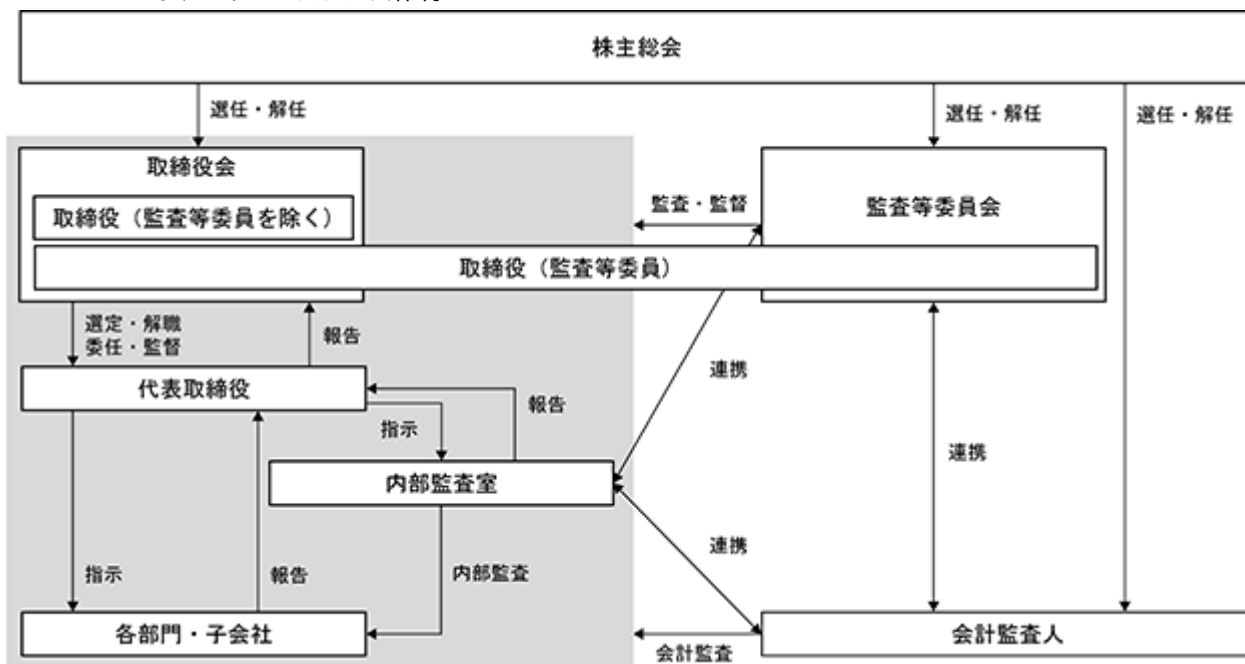 株主総会
選任・解任
選任・解任
選任・解任
取締役会
取締役（監査等委員を除く）
監査・監督
監査等委員会
取締役（監査等委員）
選定・解職
委任・監督
報告
代表取締役
連携
報告
指示
連携
内部監査室
連携
指示
報告
内部監査
各部門・子会社
会計監査
会計監査人